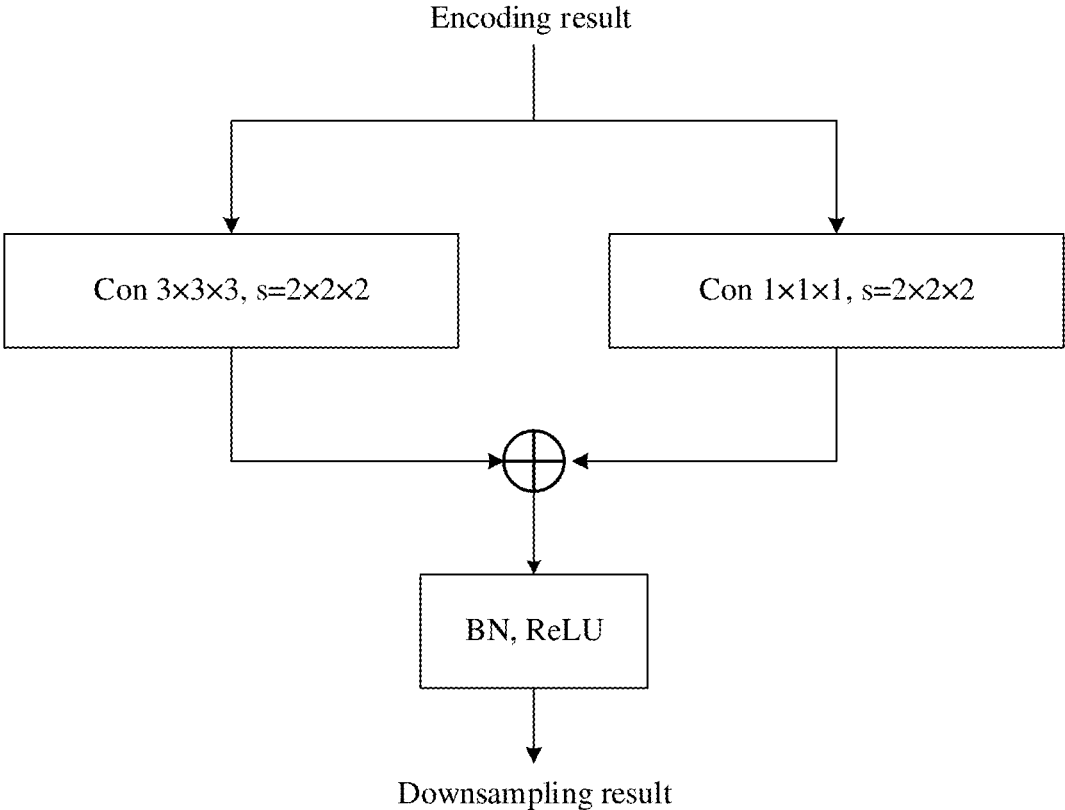 Encoding result
Con 3×3×3, s=2×2×2
Con 1×1×1, s=2×2×2
BN, ReLU
Downsampling result